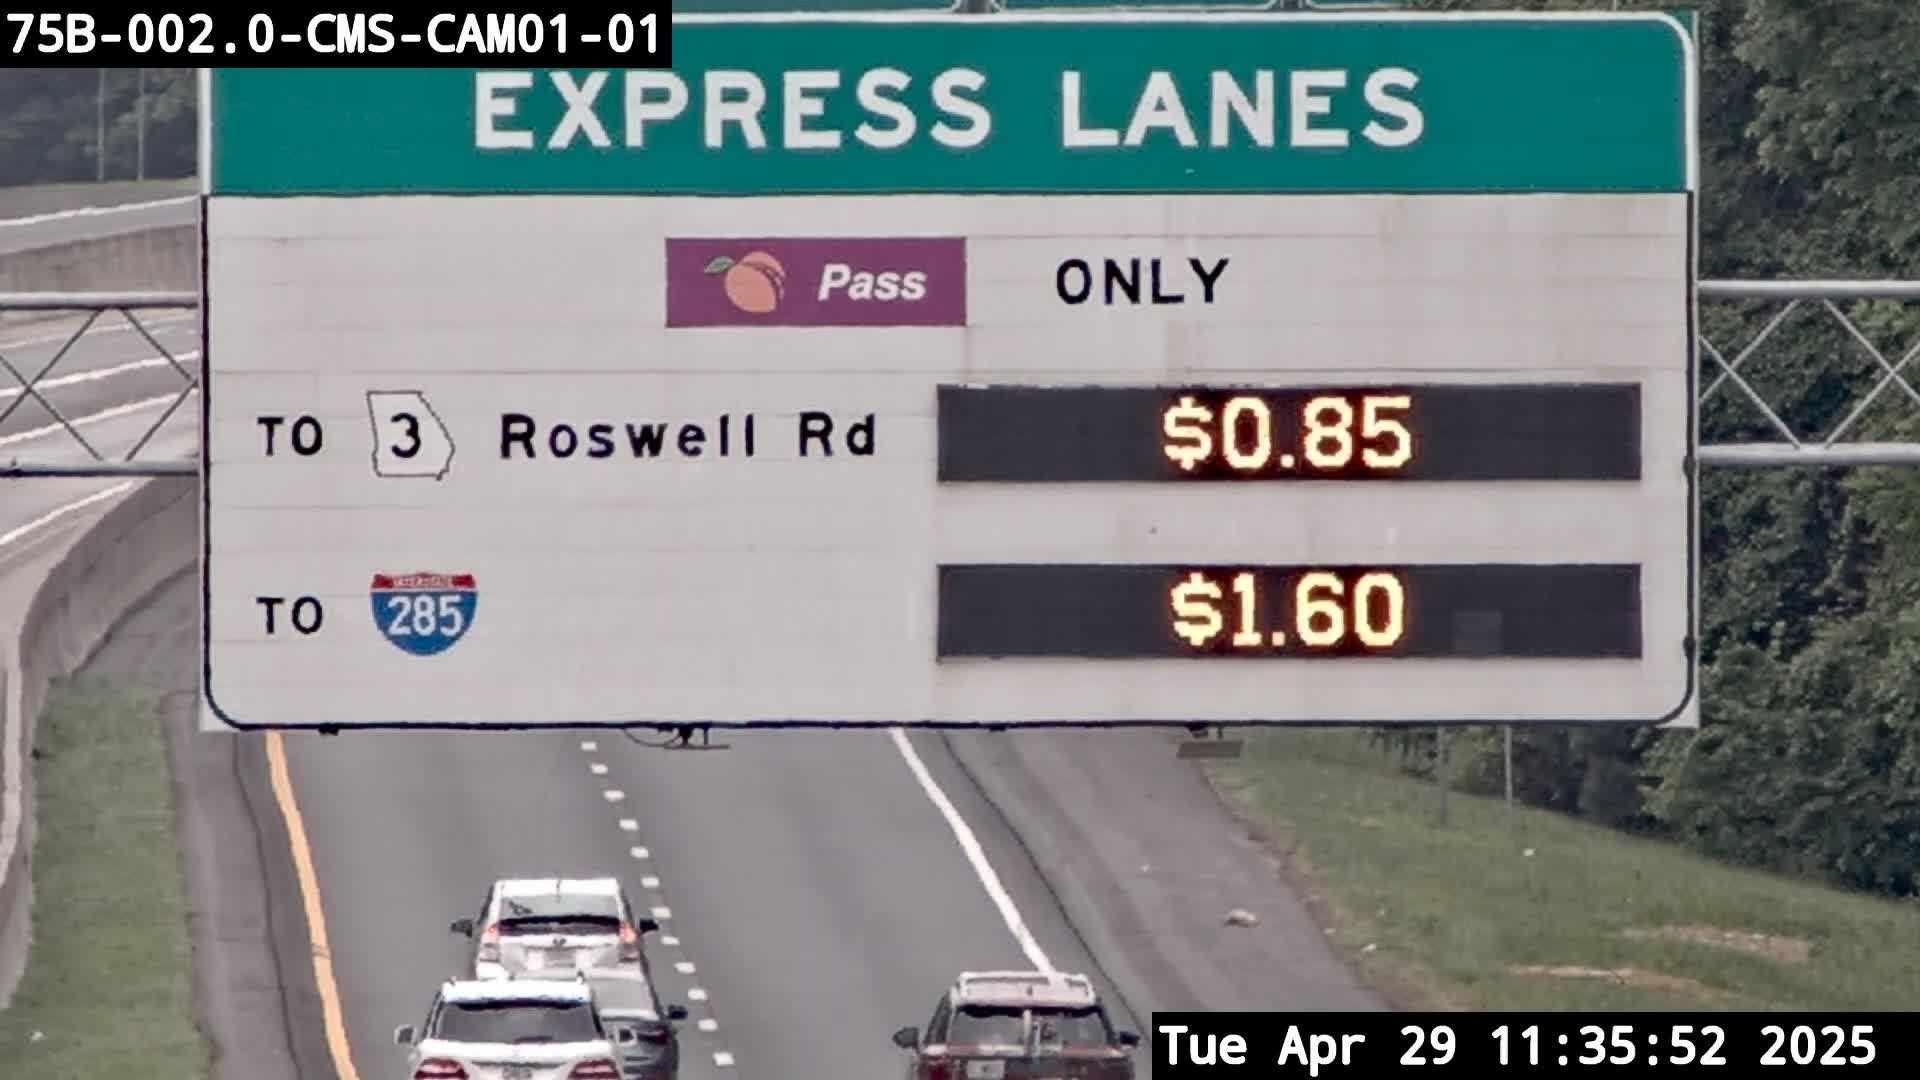 75B-002.0-CMS-CAM01-01
EXPRESS LANES
Pass ONLY
TO 3 Roswell Rd $0.85
TO 285 $1.60
Tue Apr 29 11:35:52 2025